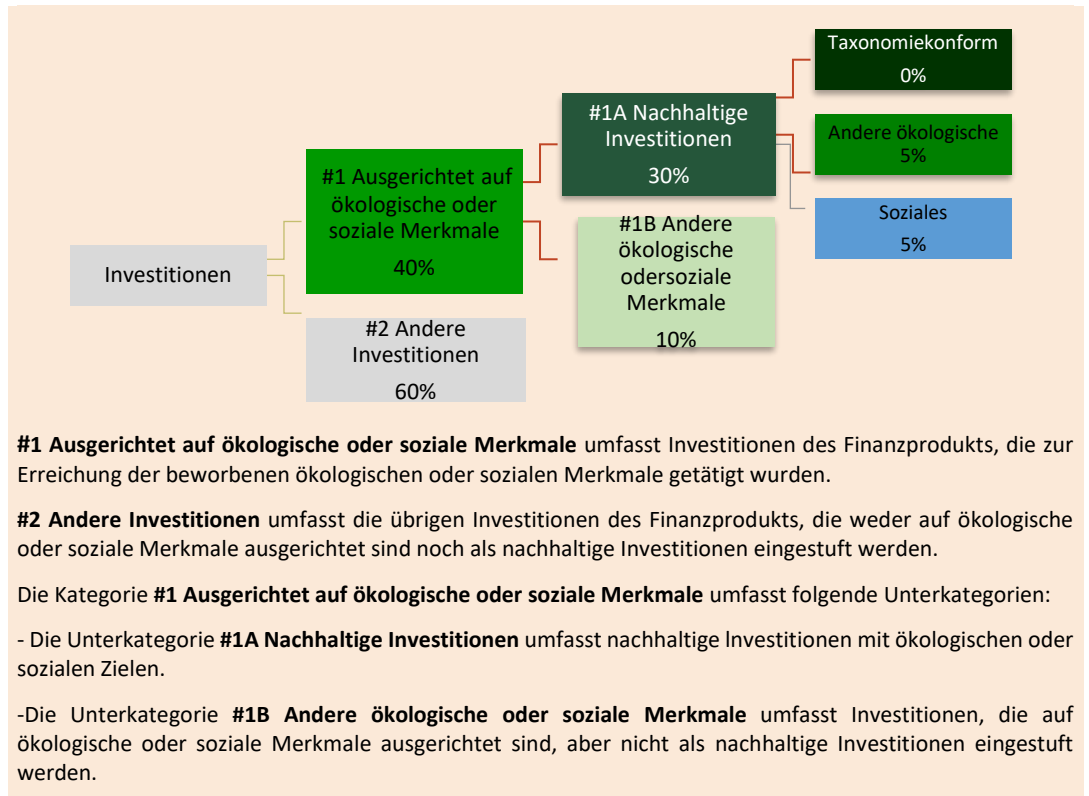 Taxonomiekonform
0%
#1A Nachhaltige
Investitionen
30%
Andere ökologische
5%
#1 Ausgerichtet auf
ökologische oder
soziale Merkmale
40%
Soziales
5%
#1B Andere
ökologische
odersoziale
Merkmale
10%
Investitionen
#2 Andere
Investitionen
60%
#1 Ausgerichtet auf ökologische oder soziale Merkmale umfasst Investitionen des Finanzprodukts, die zur
Erreichung der beworbenen ökologischen oder sozialen Merkmale getätigt wurden.
#2 Andere Investitionen umfasst die übrigen Investitionen des Finanzprodukts, die weder auf ökologische
oder soziale Merkmale ausgerichtet sind noch als nachhaltige Investitionen eingestuft werden.
Die Kategorie #1 Ausgerichtet auf ökologische oder soziale Merkmale umfasst folgende Unterkategorien:
- Die Unterkategorie #1A Nachhaltige Investitionen umfasst nachhaltige Investitionen mit ökologischen oder
sozialen Zielen.
-Die Unterkategorie #1B Andere ökologische oder soziale Merkmale umfasst Investitionen, die auf
ökologische oder soziale Merkmale ausgerichtet sind, aber nicht als nachhaltige Investitionen eingestuft
werden.